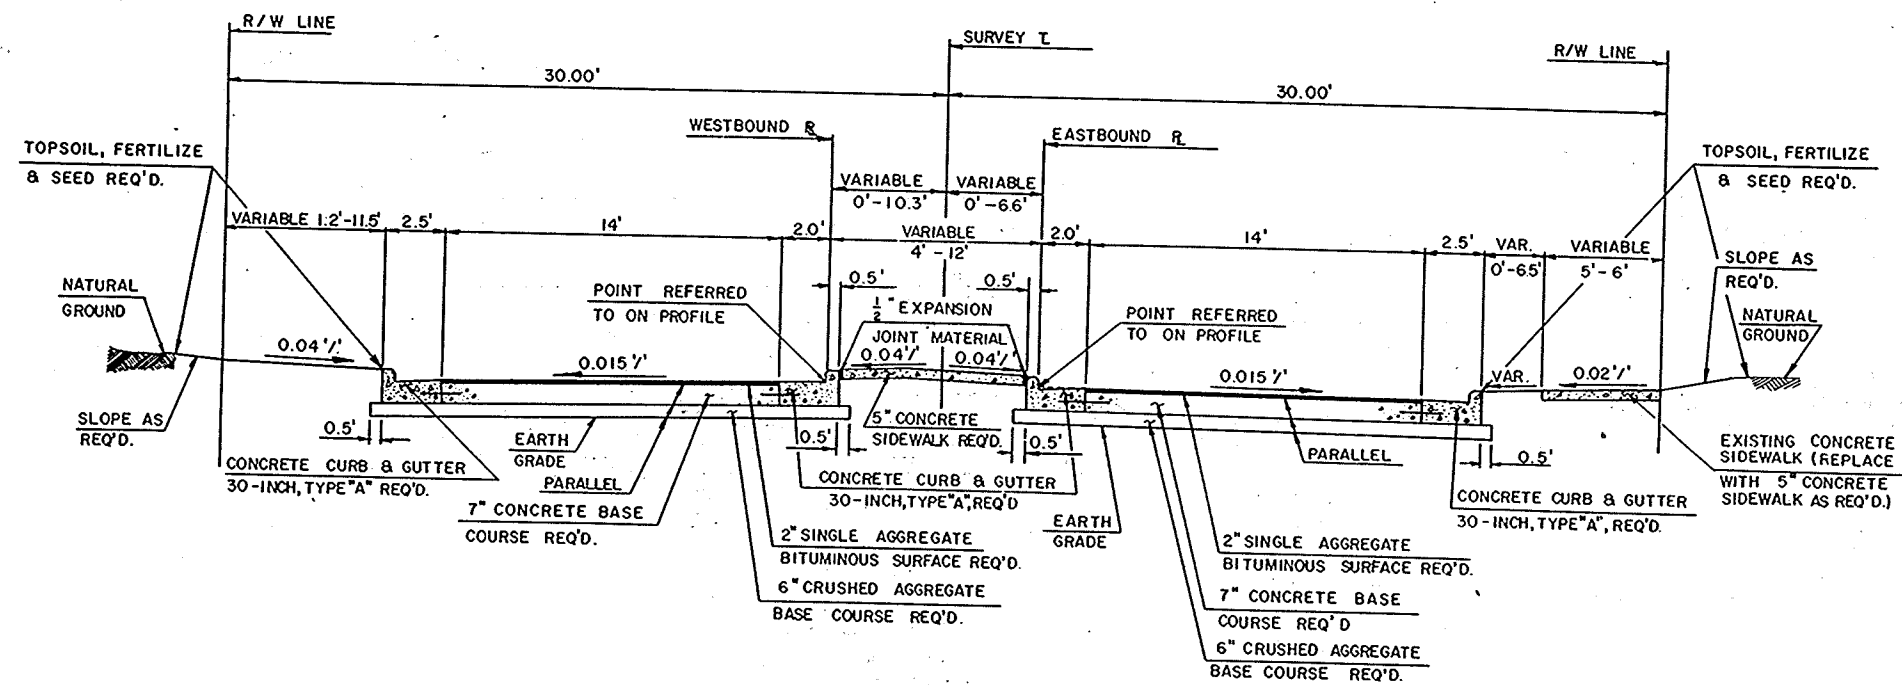 R/W LINE
SURVEY
R/W LINE
30.00'
30.00'
WESTBOUND
EASTBOUND
TOPSOIL, FERTILIZE
& SEED REQ'D.
TOPSOIL, FERTILIZE
& SEED REQ'D.
VARIABLE
0'-10.3'
VARIABLE
0'-6.6'
VARIABLE 1.2'-11.5'
2.5'
14'
2.0'
VARIABLE
4'-12'
2.0'
14'
2.5'
VAR.
0'-6.5'
VARIABLE
5'-6'
SLOPE AS
REQ'D.
NATURAL
GROUND
POINT REFERRED
TO ON PROFILE
0.5'
0.5'
1/2" EXPANSION
JOINT MATERIAL
POINT REFERRED
TO ON PROFILE
NATURAL
GROUND
0.04'/'
0.015'/'
0.04'/'
0.04'/'
0.015'/'
VAR.
0.02'/'
SLOPE AS
REQ'D.
0.5'
EARTH
GRADE
0.5'
5" CONCRETE
SIDEWALK REQ'D.
0.5'
PARALLEL
0.5'
EXISTING CONCRETE
SIDEWALK (REPLACE
WITH 5" CONCRETE
SIDEWALK AS REQ'D.)
CONCRETE CURB & GUTTER
30-INCH, TYPE "A" REQ'D.
PARALLEL
CONCRETE CURB & GUTTER
30-INCH, TYPE "A", REQ'D
CONCRETE CURB & GUTTER
30-INCH, TYPE "A", REQ'D.
7" CONCRETE BASE
COURSE REQ'D.
EARTH
GRADE
2" SINGLE AGGREGATE
BITUMINOUS SURFACE REQ'D.
2" SINGLE AGGREGATE
BITUMINOUS SURFACE REQ'D.
6" CRUSHED AGGREGATE
BASE COURSE REQ'D.
7" CONCRETE BASE
COURSE REQ'D
6" CRUSHED AGGREGATE
BASE COURSE REQ'D.